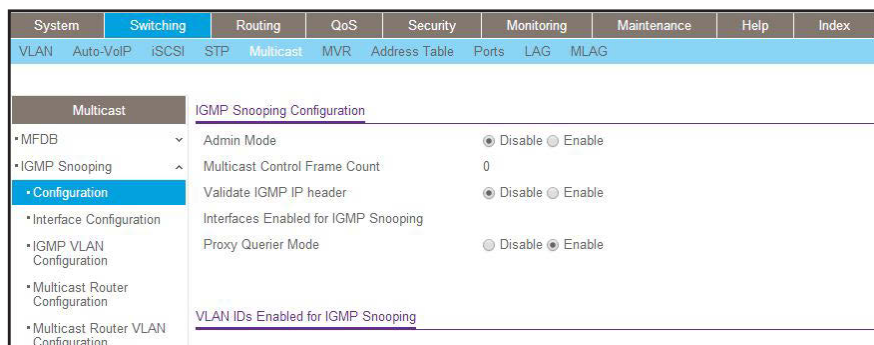 System Switching Routing QoS Security Monitoring Maintenance Help Index
VLAN Auto-VoIP iSCSI STP Multicast MVR Address Table Ports LAG MLAG
Multicast
MFDB
IGMP Snooping
Configuration
Interface Configuration
IGMP VLAN
Configuration
Multicast Router
Configuration
Multicast Router VLAN
Configuration
IGMP Snooping Configuration
Admin Mode Disable Enable
Multicast Control Frame Count 0
Validate IGMP IP header Disable Enable
Interfaces Enabled for IGMP Snooping
Proxy Querier Mode Disable Enable
VLAN IDs Enabled for IGMP Snooping